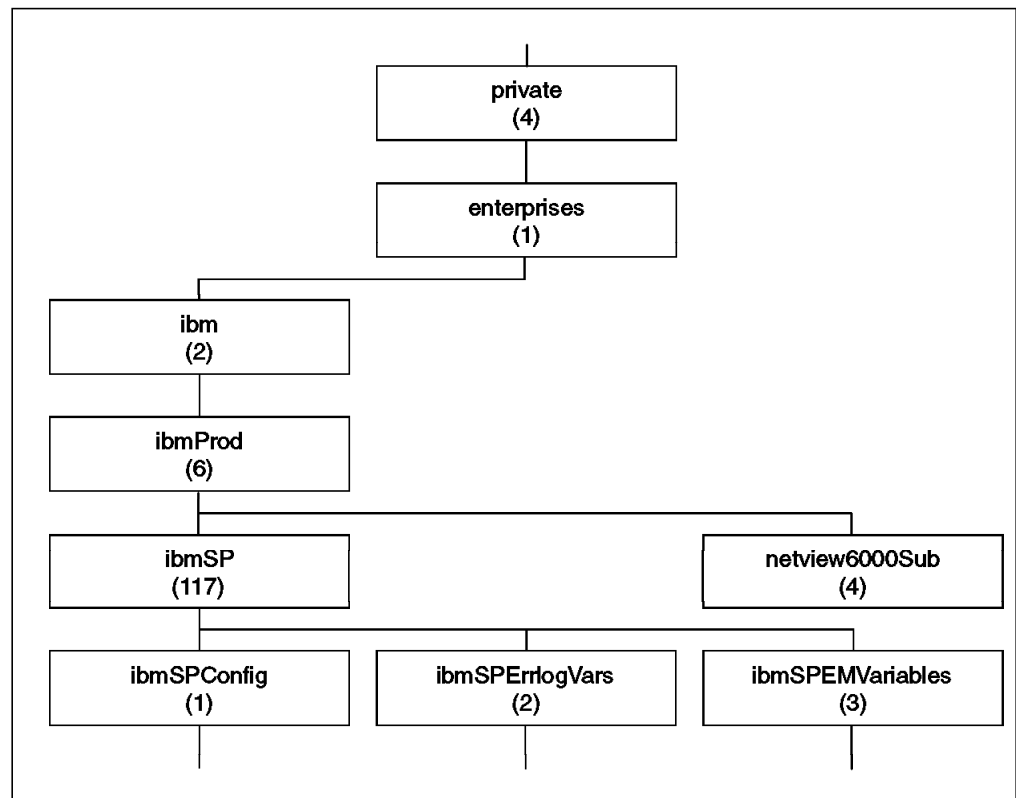 private
(4)
enterprises
(1)
ibm
(2)
ibmProd
(6)
ibmSP
(117)
netview6000Sub
(4)
ibmSPConfig
(1)
ibmSPErrlogVars
(2)
ibmSPEMVariables
(3)